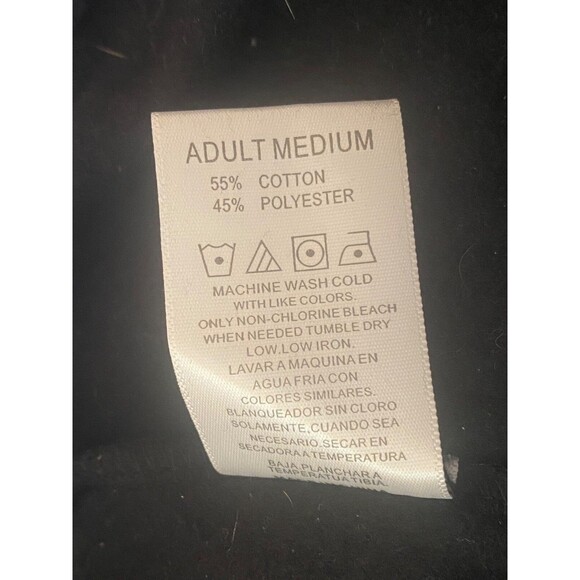 ADULT MEDIUM
55% COTTON
45% POLYESTER
MACHINE WASH COLD
WITH LIKE COLORS.
ONLY NON-CHLORINE BLEACH
WHEN NEEDED TUMBLE DRY
LOW.LOW IRON.
LAVAR A MAQUINA EN
AGUA FRIA CON
COLORES SIMILARES.
BLANQUEADOR SIN CLORO
SOLAMENTE,CUANDO SEA
NECESARIO.SECAR EN
SECADORA A TEMPERATURA
BAJA.PLANCHAR A
TEMPERATUA TIBIA.